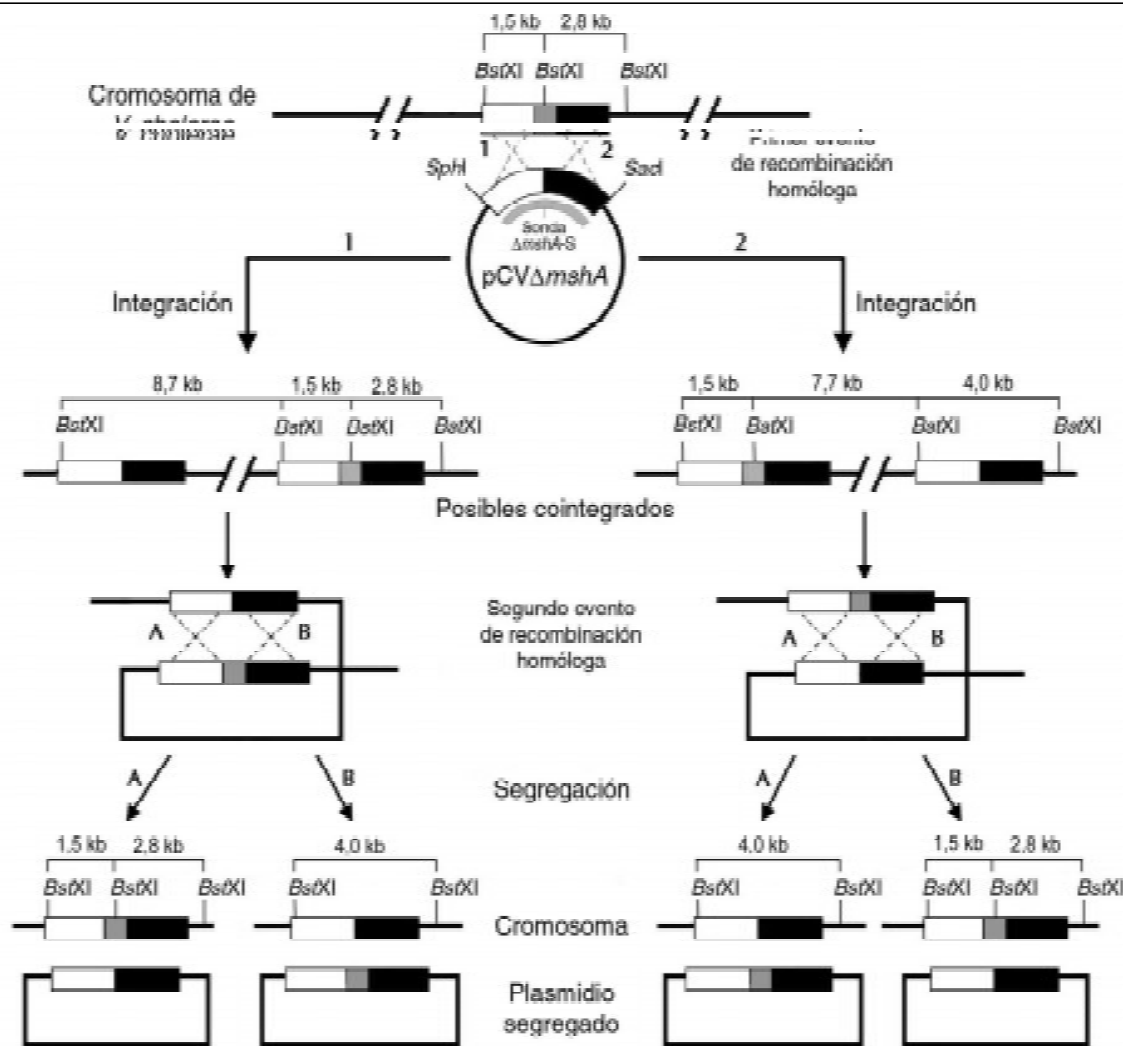 1,5 kb 2,8 kb
BstXI BstXI BstXI
Cromosoma de
1 2
SphI SacI
de recombinación
homóloga
Sonda
ΔmshA-S
pCVΔmshA
1 2
Integración Integración
8,7 kb 1,5 kb 2,8 kb 1,5 kb 7,7 kb 4,0 kb
BstXI BstXI BstXI BstXI BstXI BstXI BstXI BstXI
Posibles cointegrados
A B
Segundo evento
de recombinación
homóloga
A B
A B
Segregación
A B
1,5 kb 2,8 kb 4,0 kb 4,0 kb 1,5 kb 2,8 kb
BstXI BstXI BstXI BstXI BstXI BstXI BstXI BstXI BstXI BstXI
Cromosoma
Plasmidio
segregado